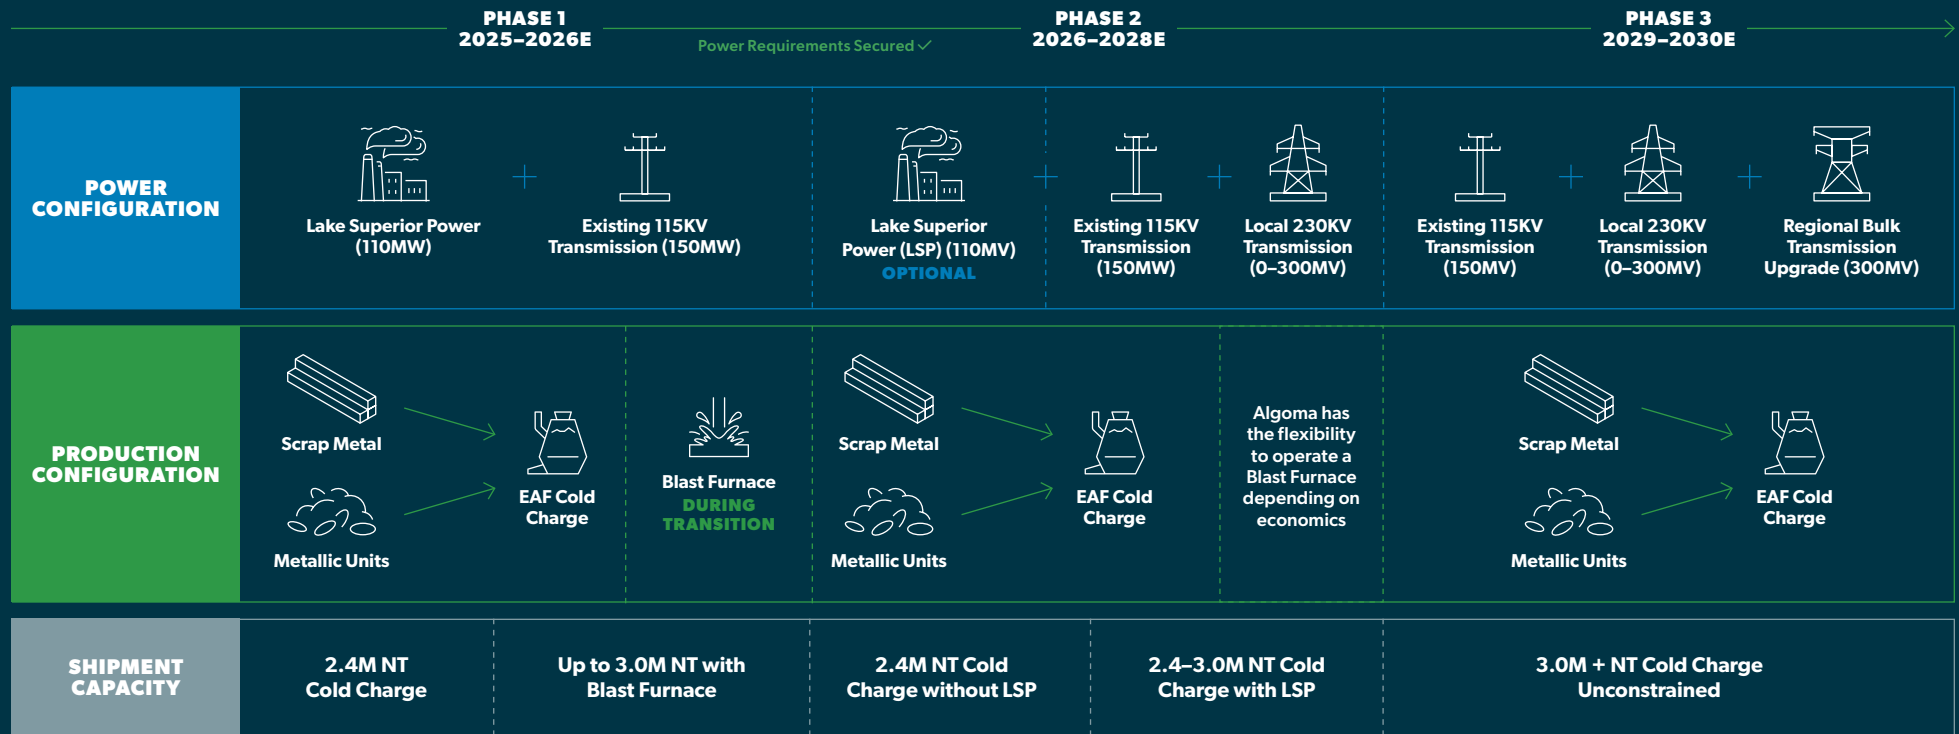 PHASE 1
2025–2026E
Power Requirements Secured ✓
PHASE 2
2026–2028E
PHASE 3
2029–2030E
POWER
CONFIGURATION
Lake Superior Power
(110MW)
+
Existing 115KV
Transmission (150MW)
Lake Superior
Power (LSP) (110MV)
OPTIONAL
+
Existing 115KV
Transmission
(150MW)
+
Local 230KV
Transmission
(0–300MV)
Existing 115KV
Transmission
(150MV)
+
Local 230KV
Transmission
(0–300MV)
+
Regional Bulk
Transmission
Upgrade (300MV)
PRODUCTION
CONFIGURATION
Scrap Metal
Metallic Units
EAF Cold
Charge
Blast Furnace
DURING
TRANSITION
Scrap Metal
Metallic Units
EAF Cold
Charge
Algoma has
the flexibility
to operate a
Blast Furnace
depending on
economics
Scrap Metal
Metallic Units
EAF Cold
Charge
SHIPMENT
CAPACITY
2.4M NT
Cold Charge
Up to 3.0M NT with
Blast Furnace
2.4M NT Cold
Charge without LSP
2.4–3.0M NT Cold
Charge with LSP
3.0M + NT Cold Charge
Unconstrained